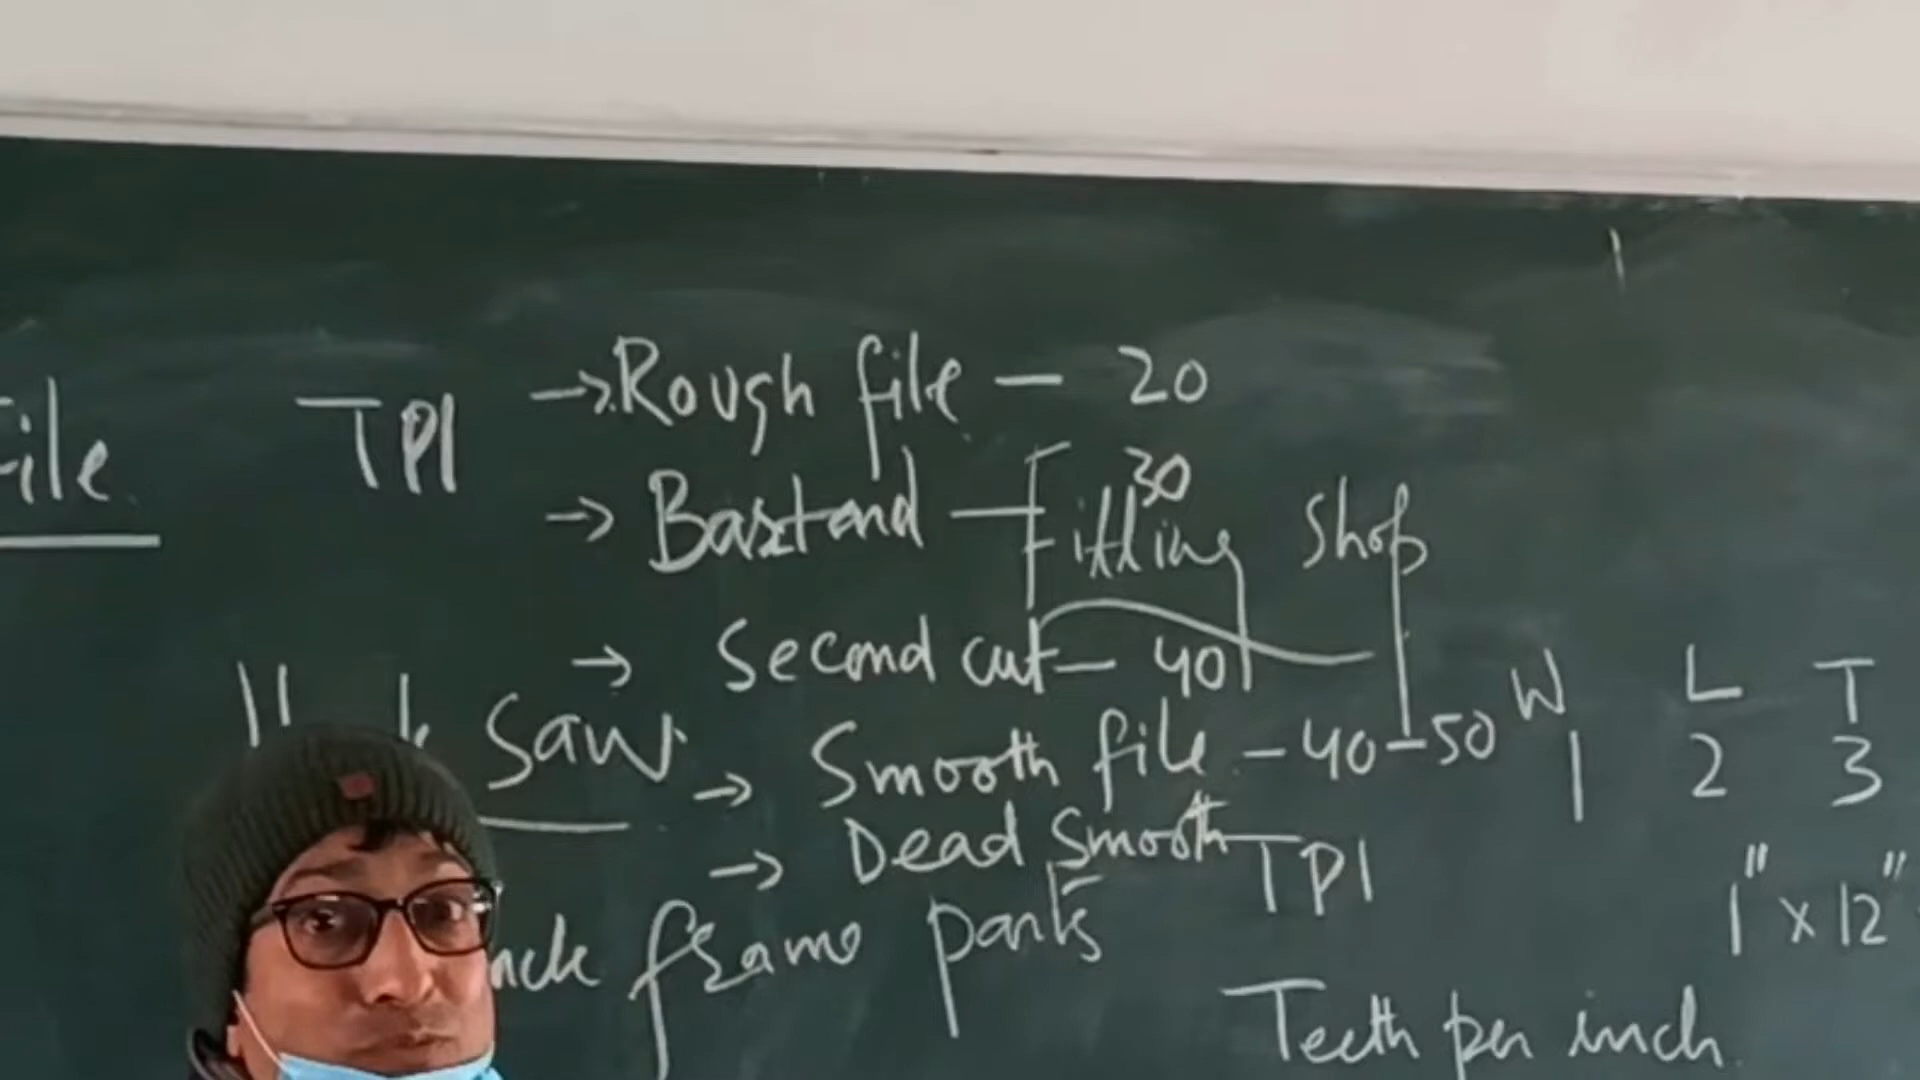 File TPI → Rough file – 20
→ Bastand – 30
Fitting Shop
→ Second cut – 40
Saw
→ Smooth file – 40–50
W L T
1 2 3
→ Dead Smooth
TPI
frame parts
1" x 12"
Teeth per inch